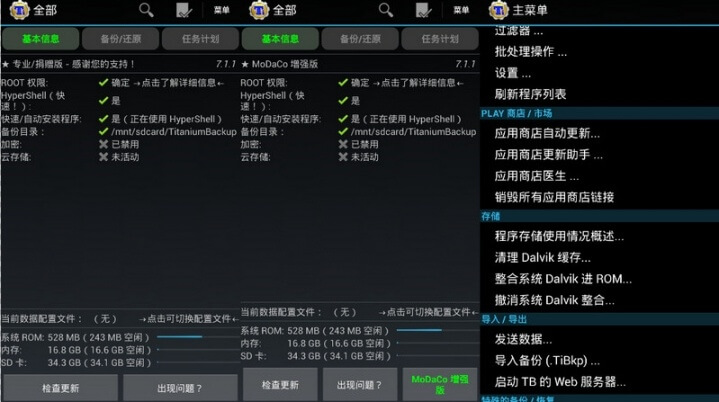 全部
菜单
基本信息
备份/还原
任务计划
★ 专业/捐赠版 - 感谢您的支持！
7.1.1
ROOT 权限:
确定 →点击了解详细信息←
HyperShell（快速！）:
是
快速/自动安装程序:
是（正在使用 HyperShell）
备份目录:
/mnt/sdcard/TitaniumBackup
加密:
已禁用
云存储:
未活动
当前数据配置文件：（无）
→点击可切换配置文件←
系统 ROM: 528 MB（243 MB 空闲）
内存: 16.8 GB（16.6 GB 空闲）
SD 卡: 34.3 GB（34.1 GB 空闲）
检查更新
出现问题？
全部
菜单
基本信息
备份/还原
任务计划
★ MoDaCo 增强版
7.1.1
ROOT 权限:
确定 →点击了解详细信息←
HyperShell（快速！）:
是
快速/自动安装程序:
是（正在使用 HyperShell）
备份目录:
/mnt/sdcard/TitaniumBackup
加密:
已禁用
云存储:
未活动
当前数据配置文件：（无）
→点击可切换配置文件←
系统 ROM: 528 MB（243 MB 空闲）
内存: 16.8 GB（16.6 GB 空闲）
SD 卡: 34.3 GB（34.1 GB 空闲）
检查更新
出现问题？
MoDaCo 增强版
主菜单
过滤器 ...
批处理操作 ...
设置 ...
刷新程序列表
PLAY 商店 / 市场
应用商店自动更新...
应用商店更新助手 ...
应用商店医生 ...
销毁所有应用商店链接
存储
程序存储使用情况概述...
清理 Dalvik 缓存...
整合系统 Dalvik 进 ROM...
撤消系统 Dalvik 整合...
导入 / 导出
发送数据...
导入备份 (.TiBkp) ...
启动 TB 的 Web 服务器...
特殊的备份 / 恢复